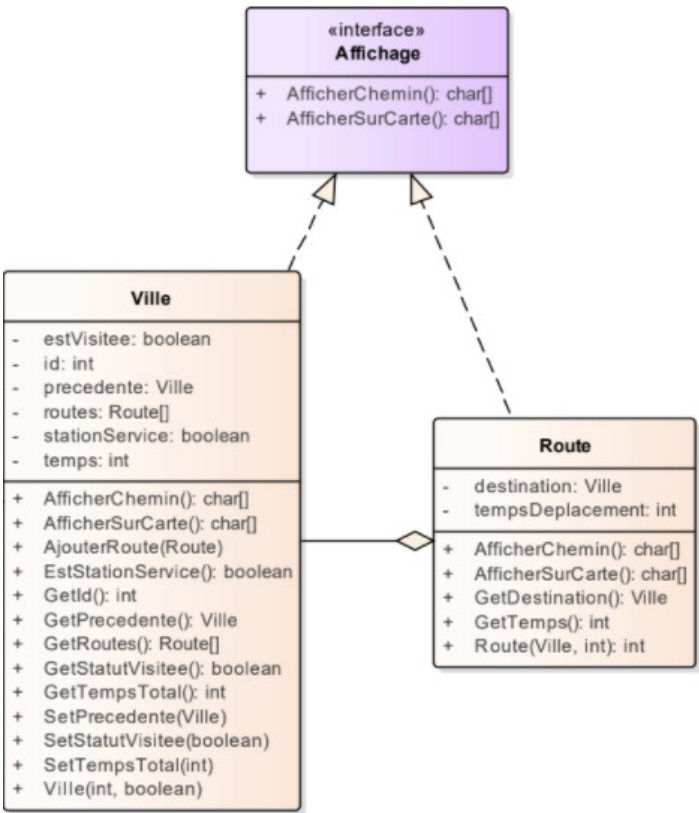 «interface»
Affichage
+ AfficherChemin(): char[]
+ AfficherSurCarte(): char[]
Ville
- estVisitee: boolean
- id: int
- precedente: Ville
- routes: Route[]
- stationService: boolean
- temps: int
+ AfficherChemin(): char[]
+ AfficherSurCarte(): char[]
+ AjouterRoute(Route)
+ EstStationService(): boolean
+ GetId(): int
+ GetPrecedente(): Ville
+ GetRoutes(): Route[]
+ GetStatutVisitee(): boolean
+ GetTempsTotal(): int
+ SetPrecedente(Ville)
+ SetStatutVisitee(boolean)
+ SetTempsTotal(int)
+ Ville(int, boolean)
Route
- destination: Ville
- tempsDeplacement: int
+ AfficherChemin(): char[]
+ AfficherSurCarte(): char[]
+ GetDestination(): Ville
+ GetTemps(): int
+ Route(Ville, int): int